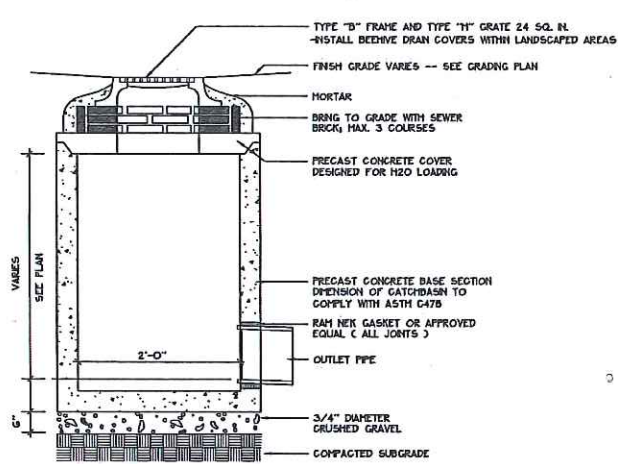 TYPE "B" FRAME AND TYPE "M" GRATE 24 SQ. IN.
-INSTALL BEEHIVE DRAIN COVERS WITHIN LANDSCAPED AREAS
FINISH GRADE VARIES -- SEE GRADING PLAN
MORTAR
BRING TO GRADE WITH SEWER
BRICK; MAX. 3 COURSES
PRECAST CONCRETE COVER
DESIGNED FOR H20 LOADING
VARIES
SEE PLAN
PRECAST CONCRETE BASE SECTION
DIMENSION OF CATCHBASIN TO
COMPLY WITH ASTM C478
RAM NEK GASKET OR APPROVED
EQUAL ( ALL JOINTS )
2'-0"
OUTLET PIPE
6"
3/4" DIAMETER
CRUSHED GRAVEL
COMPACTED SUBGRADE